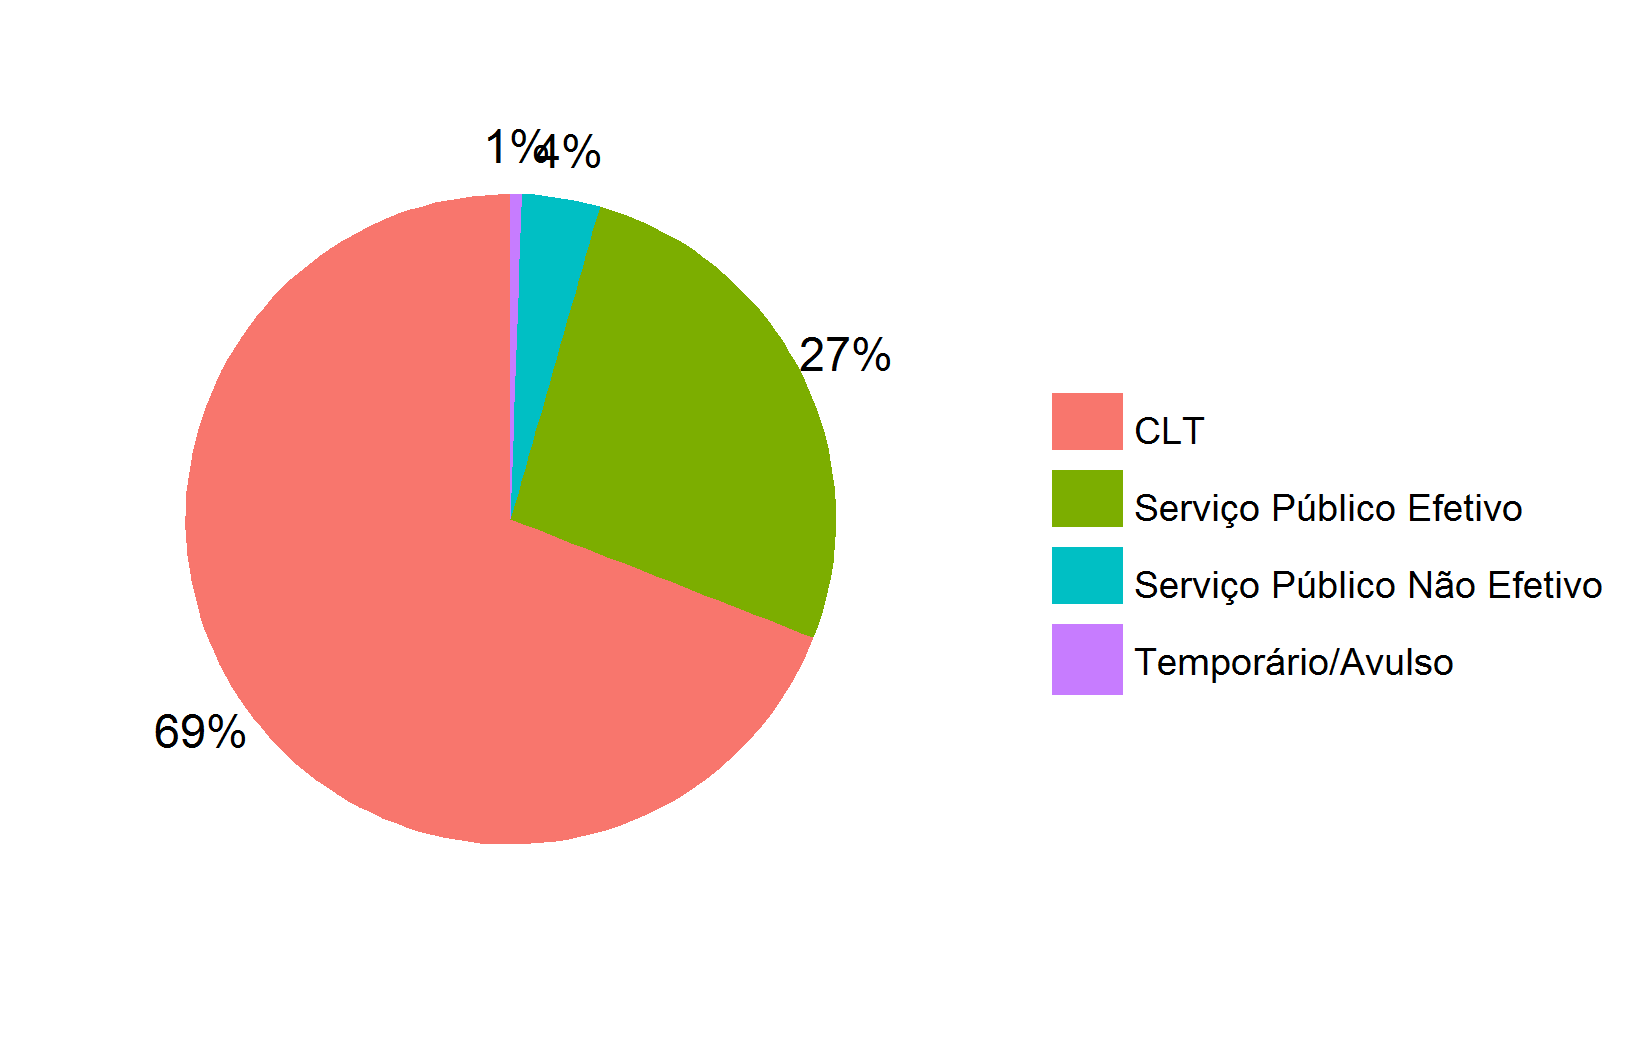 1%
4%
27%
69%
CLT
Serviço Público Efetivo
Serviço Público Não Efetivo
Temporário/Avulso